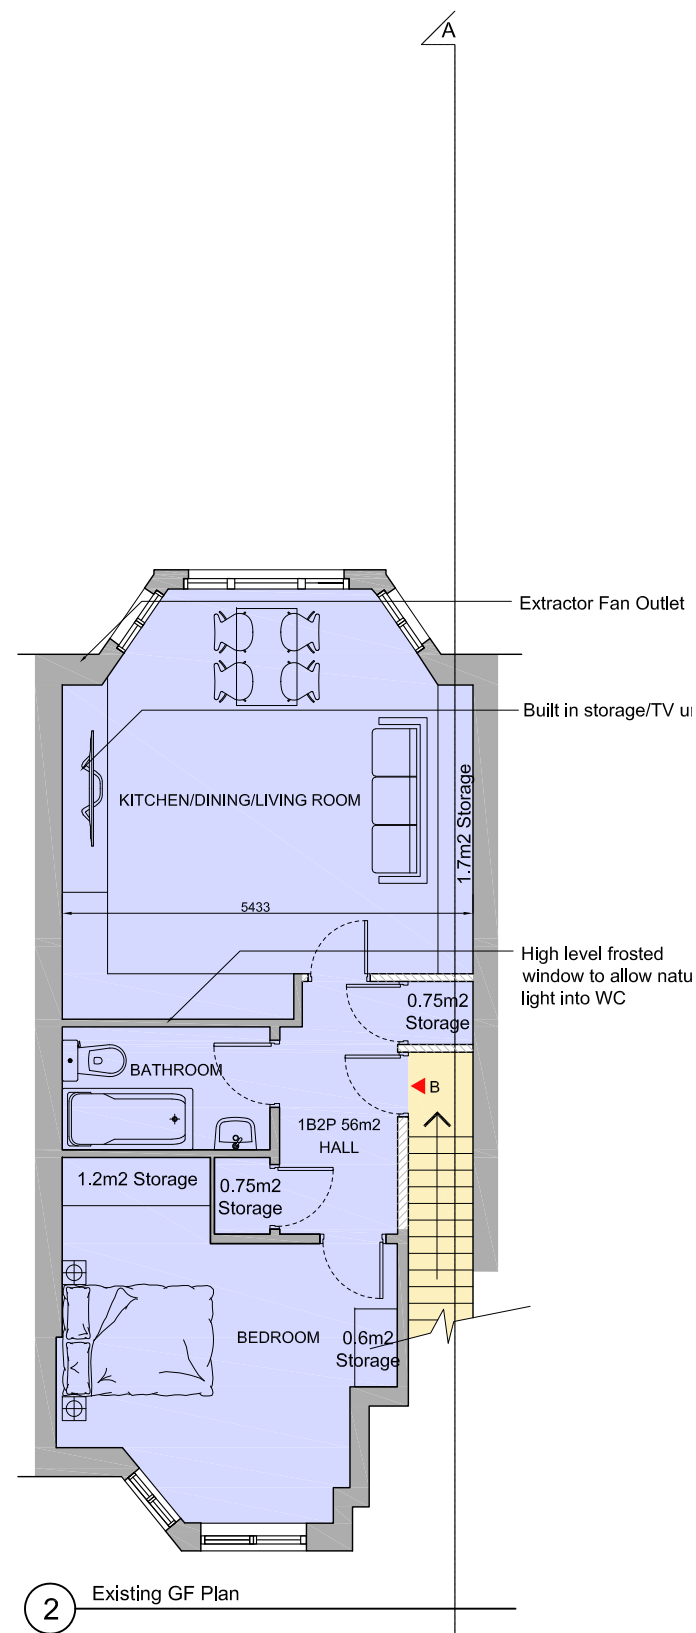 A
Extractor Fan Outlet
Built in storage/TV
KITCHEN/DINING/LIVING ROOM
1.7m2 Storage
5433
High level frosted
window to allow
light into WC
0.75m2
Storage
BATHROOM
B
1B2P 56m2
HALL
1.2m2 Storage
0.75m2
Storage
BEDROOM
0.6m2
Storage
2
Existing GF Plan